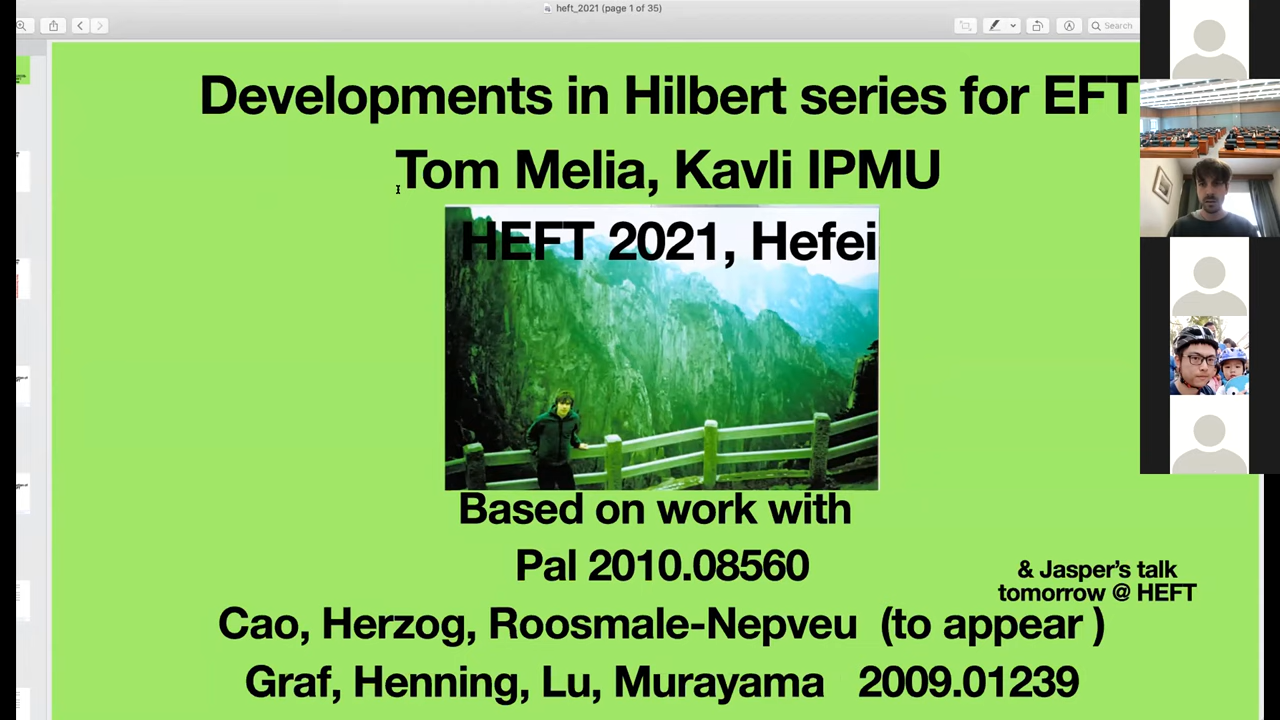 heft_2021 (page 1 of 35)
Search
Developments in Hilbert series for EFT
Tom Melia, Kavli IPMU
HEFT 2021, Hefei
Based on work with
Pal 2010.08560
& Jasper's talk
tomorrow @ HEFT
Cao, Herzog, Roosmale-Nepveu (to appear )
Graf, Henning, Lu, Murayama 2009.01239